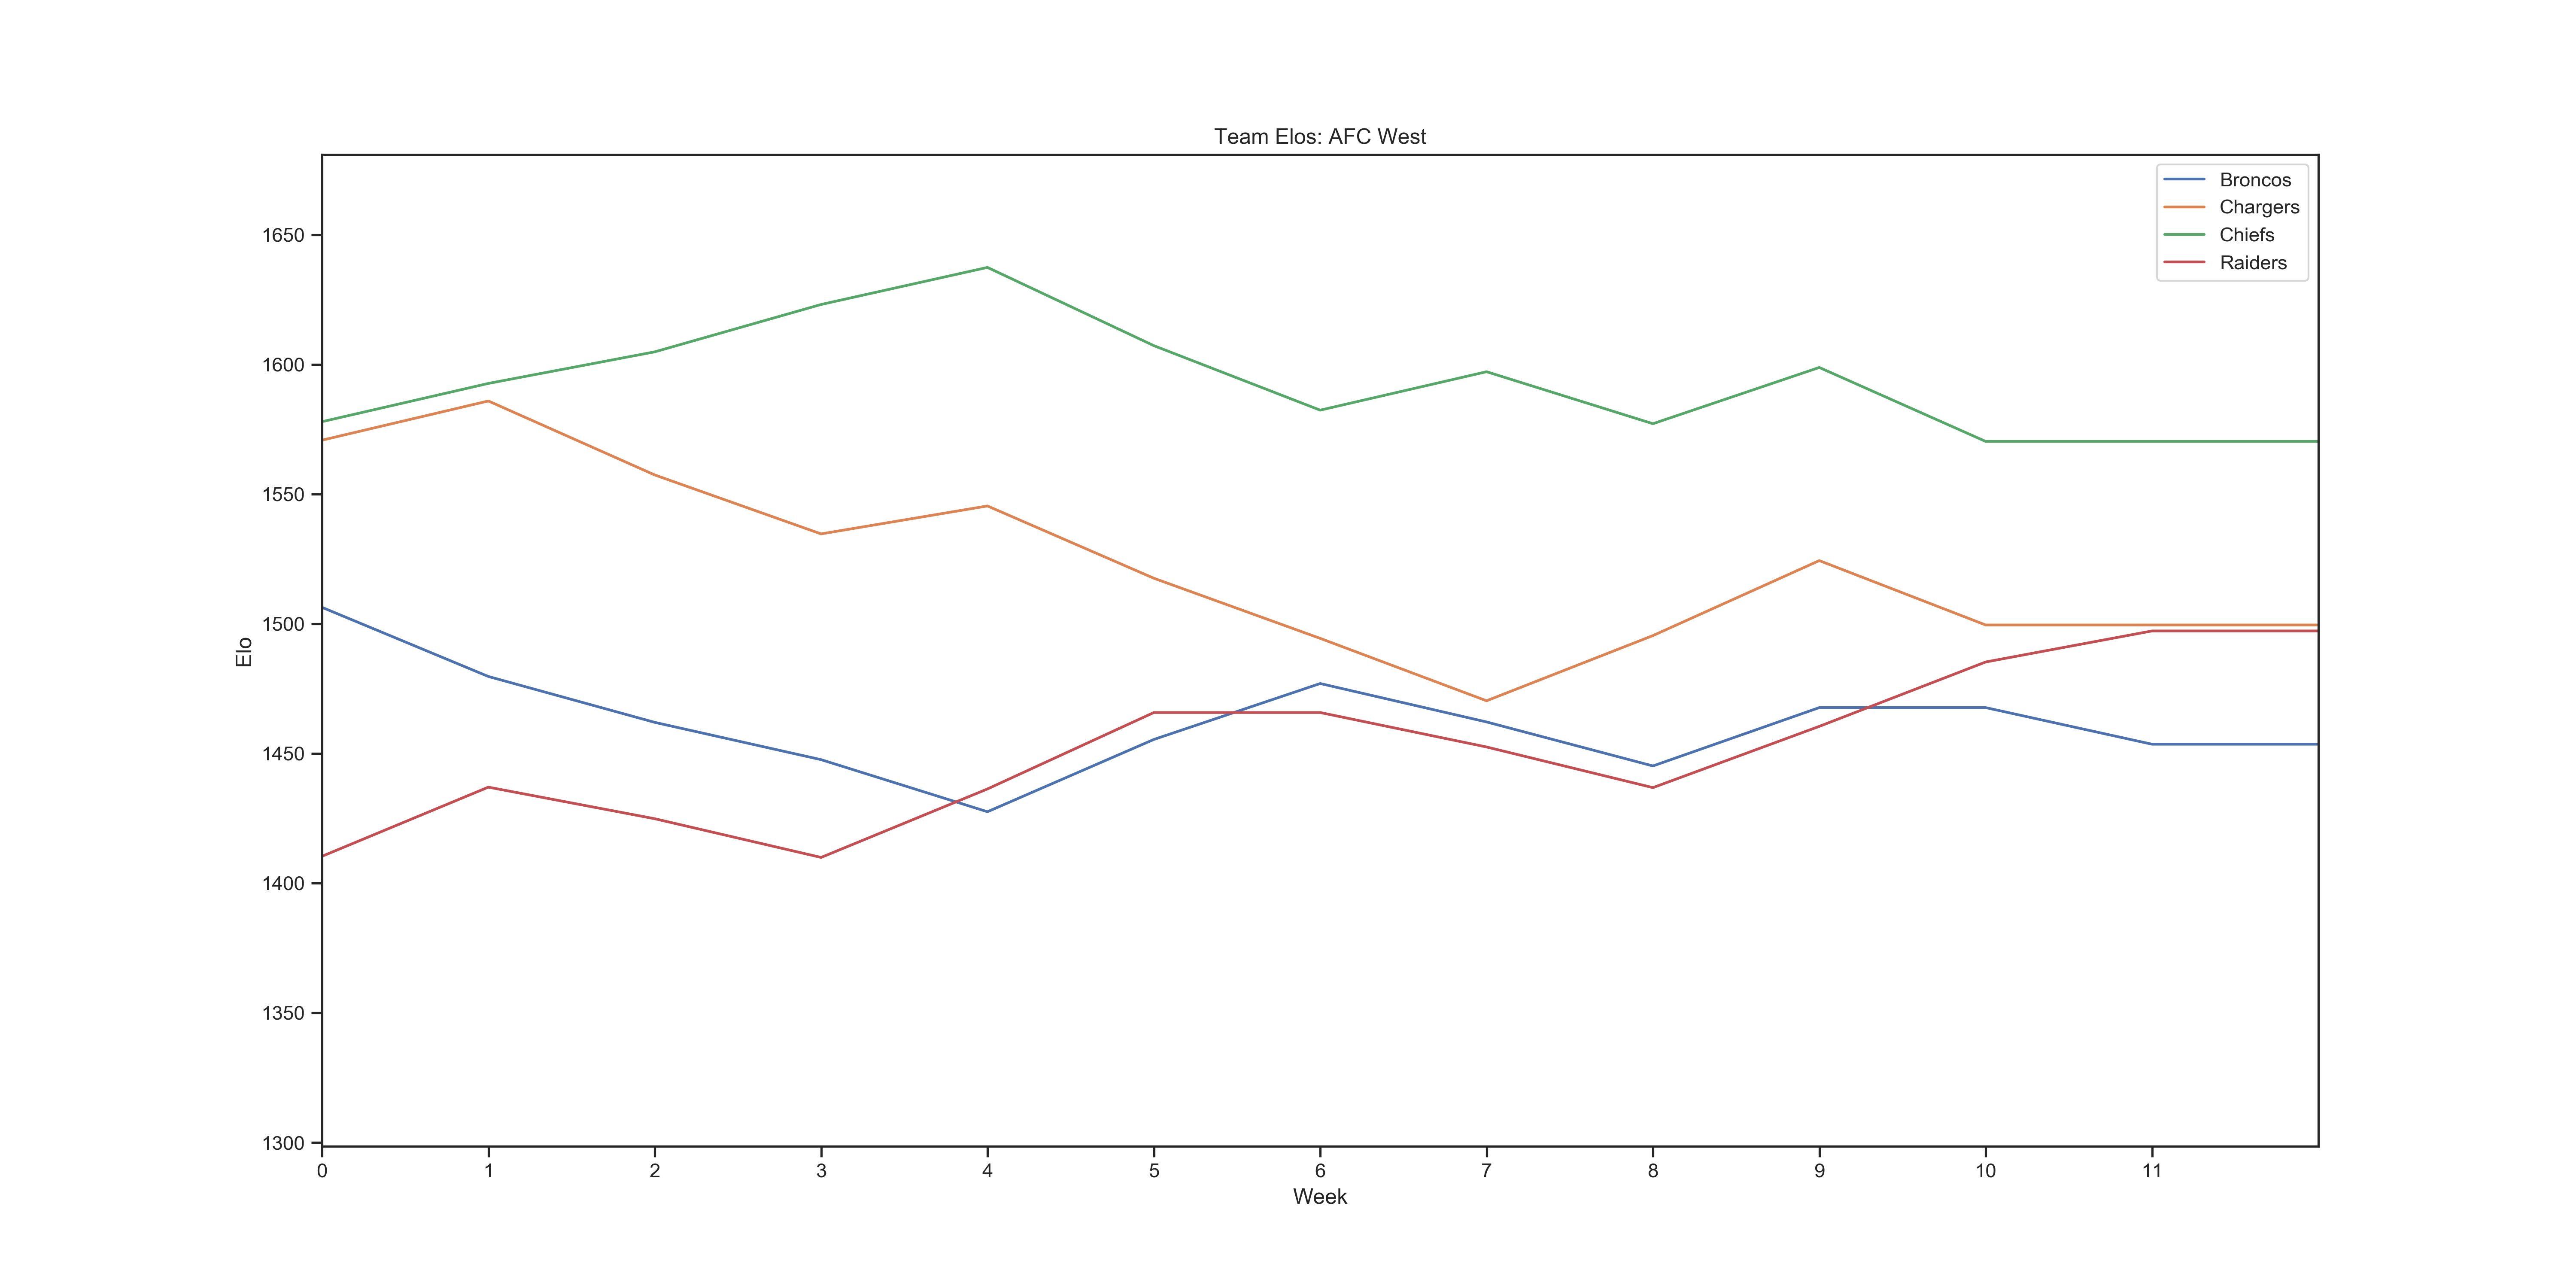 Team Elos: AFC West
Broncos
Chargers
Chiefs
Raiders
1650
1600
1550
1500
1450
1400
1350
1300
Elo
0 1 2 3 4 5 6 7 8 9 10 11
Week